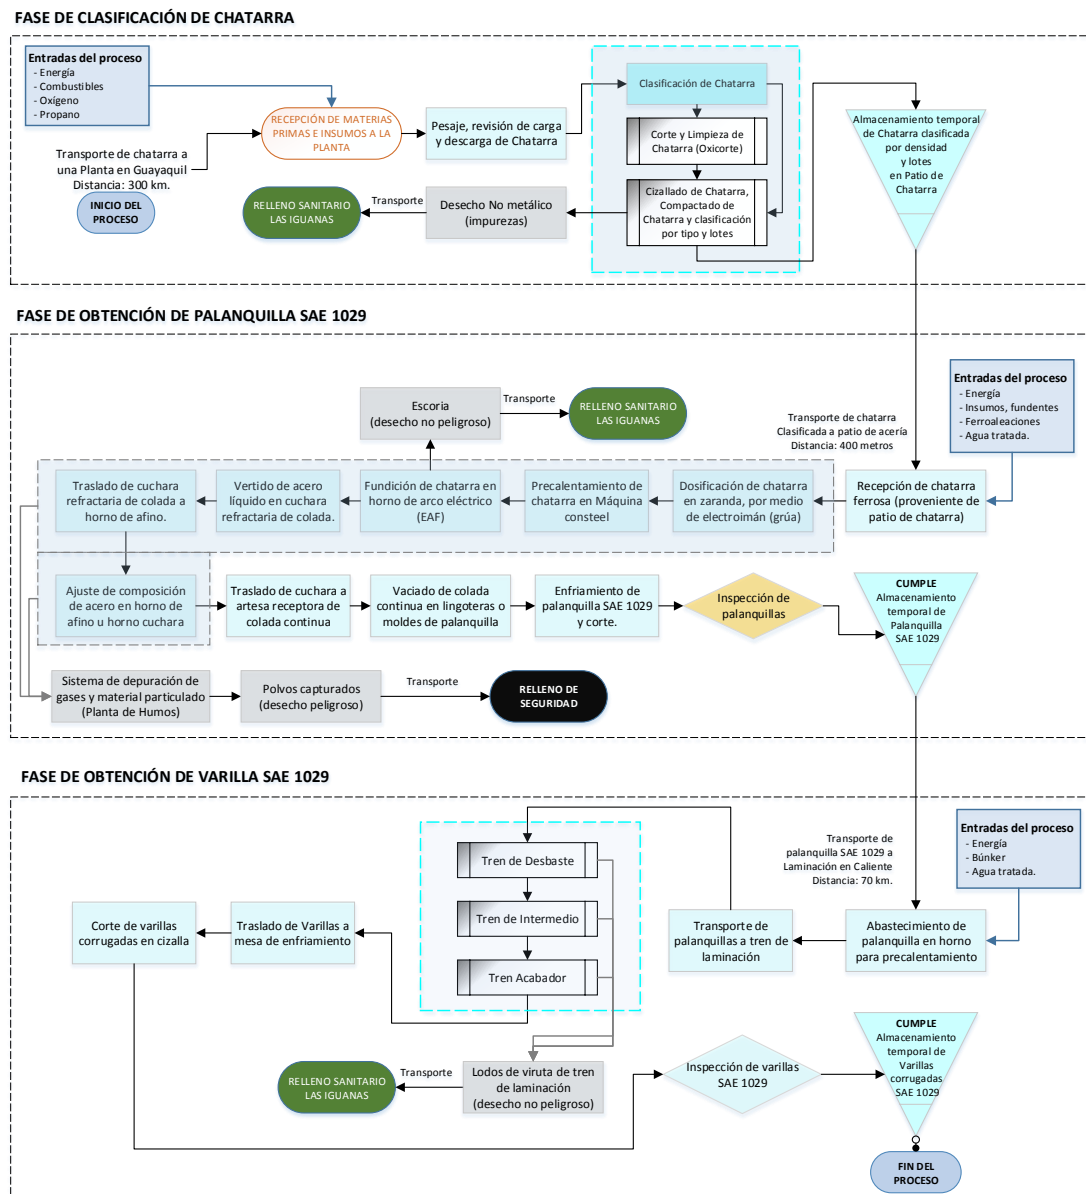 FASE DE CLASIFICACIÓN DE CHATARRA
Entradas del proceso
- Energía
- Combustibles
- Oxígeno
- Propano
Transporte de chatarra a
una Planta en Guayaquil
Distancia: 300 km.
INICIO DEL
PROCESO
RECEPCIÓN DE MATERIAS
PRIMAS E INSUMOS A LA
PLANTA
Pesaje, revisión de carga
y descarga de Chatarra
Clasificación de Chatarra
Corte y Limpieza de
Chatarra (Oxicorte)
Cizallado de Chatarra,
Compactado de
Chatarra y clasificación
por tipo y lotes
Desecho No metálico
(impurezas)
Transporte
RELLENO SANITARIO
LAS IGUANAS
Almacenamiento temporal
de Chatarra clasificada
por densidad
y lotes
en Patio de
Chatarra
FASE DE OBTENCIÓN DE PALANQUILLA SAE 1029
Entradas del proceso
- Energía
- Insumos, fundentes
- Ferroaleaciones
- Agua tratada.
Transporte de chatarra
Clasificada a patio de acería
Distancia: 400 metros
Escoria
(desecho no peligroso)
Transporte
RELLENO SANITARIO
LAS IGUANAS
Recepción de chatarra
ferrosa (proveniente de
patio de chatarra)
Dosificación de chatarra
en zaranda, por medio
de electroimán (grúa)
Precalentamiento de
chatarra en Máquina
consteel
Fundición de chatarra en
horno de arco eléctrico
(EAF)
Vertido de acero
líquido en cuchara
refractaria de colada.
Traslado de cuchara
refractaria de colada a
horno de afino.
Ajuste de composición
de acero en horno de
afino u horno cuchara
Traslado de cuchara a
artesa receptora de
colada continua
Vaciado de colada
continua en lingoteras o
moldes de palanquilla
Enfriamiento de
palanquilla SAE 1029
y corte.
Inspección de
palanquillas
CUMPLE
Almacenamiento
temporal de
Palanquilla
SAE 1029
Sistema de depuración de
gases y material particulado
(Planta de Humos)
Polvos capturados
(desecho peligroso)
Transporte
RELLENO DE
SEGURIDAD
FASE DE OBTENCIÓN DE VARILLA SAE 1029
Entradas del proceso
- Energía
- Búnker
- Agua tratada.
Transporte de
palanquilla SAE 1029 a
Laminación en Caliente
Distancia: 70 km.
Abastecimiento de
palanquilla en horno
para precalentamiento
Transporte de
palanquillas a tren de
laminación
Tren de Desbaste
Tren de Intermedio
Tren Acabador
Traslado de Varillas a
mesa de enfriamiento
Corte de varillas
corrugadas en cizalla
Lodos de viruta de tren
de laminación
(desecho no peligroso)
Transporte
RELLENO SANITARIO
LAS IGUANAS
Inspección de varillas
SAE 1029
CUMPLE
Almacenamiento
temporal de
Varillas
corrugadas
SAE 1029
FIN DEL
PROCESO